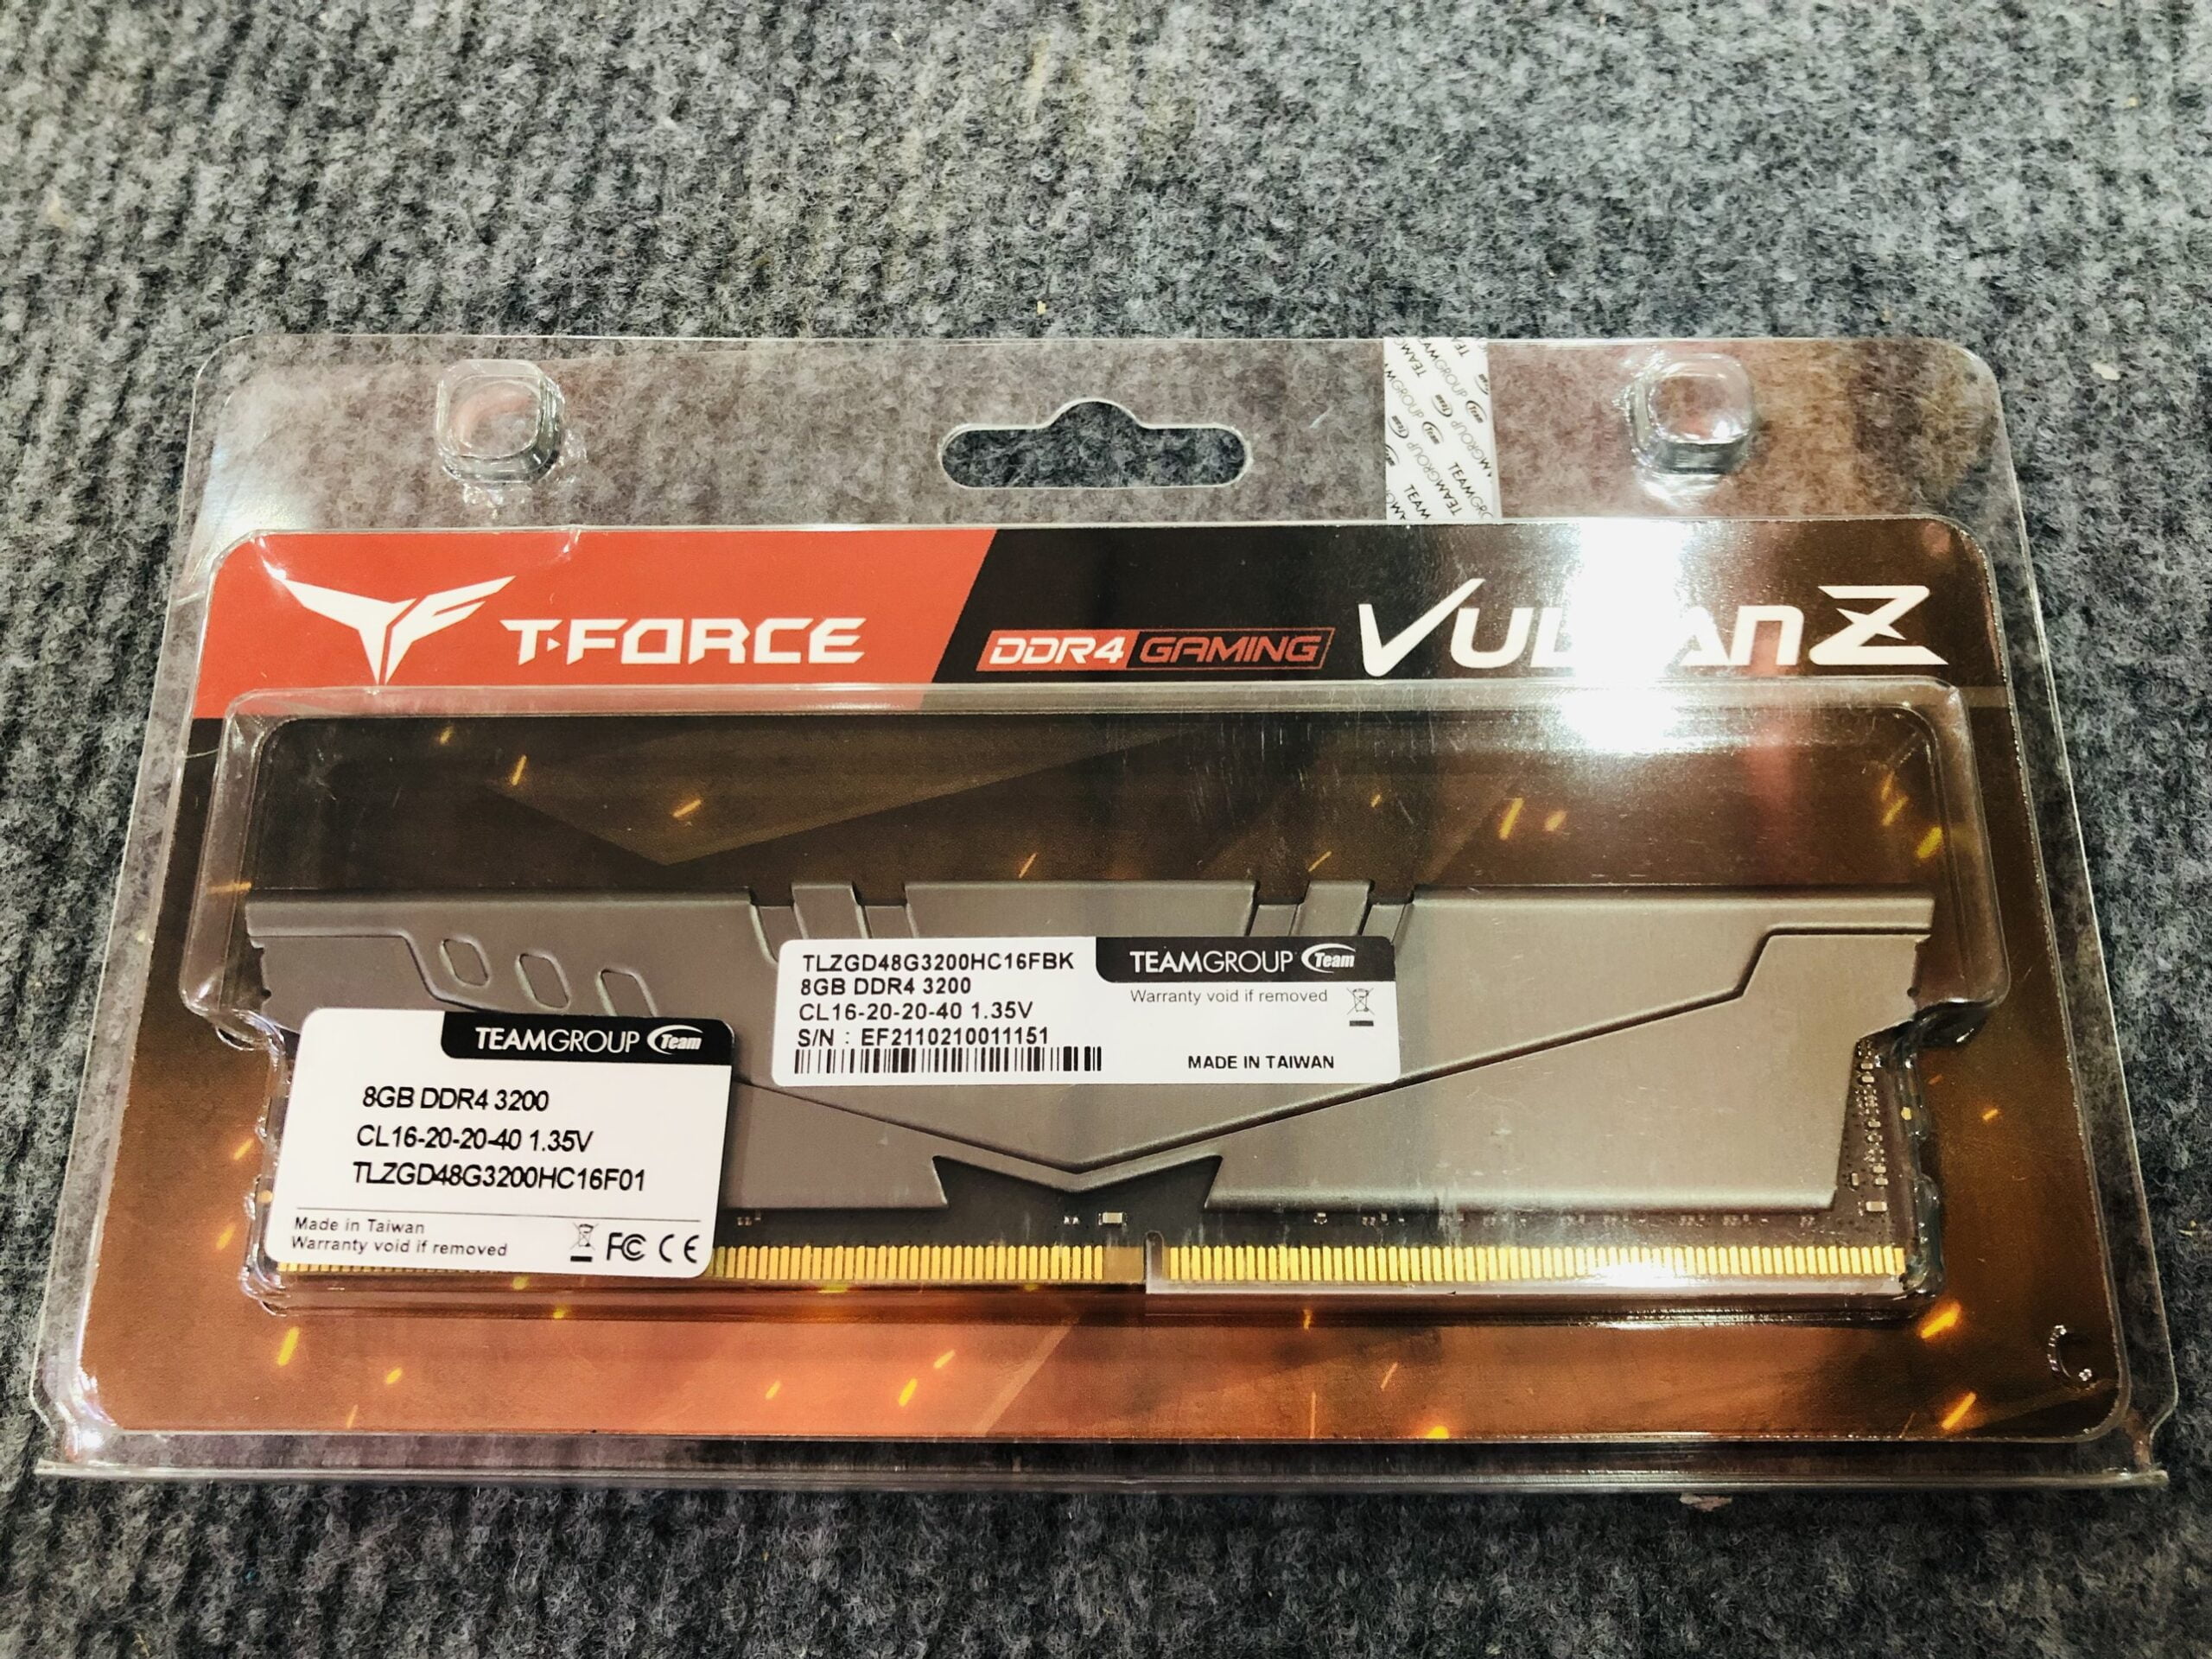 T-FORCE
DDR4 GAMING
TEAMGROUP Team
TLZGD48G3200HC16FBK
8GB DDR4 3200
CL16-20-20-40 1.35V
S/N : EF2110210011151
TEAMGROUP Team
Warranty void if removed
MADE IN TAIWAN
TEAMGROUP Team
8GB DDR4 3200
CL16-20-20-40 1.35V
TLZGD48G3200HC16F01
Made in Taiwan
Warranty void if removed
FC CE